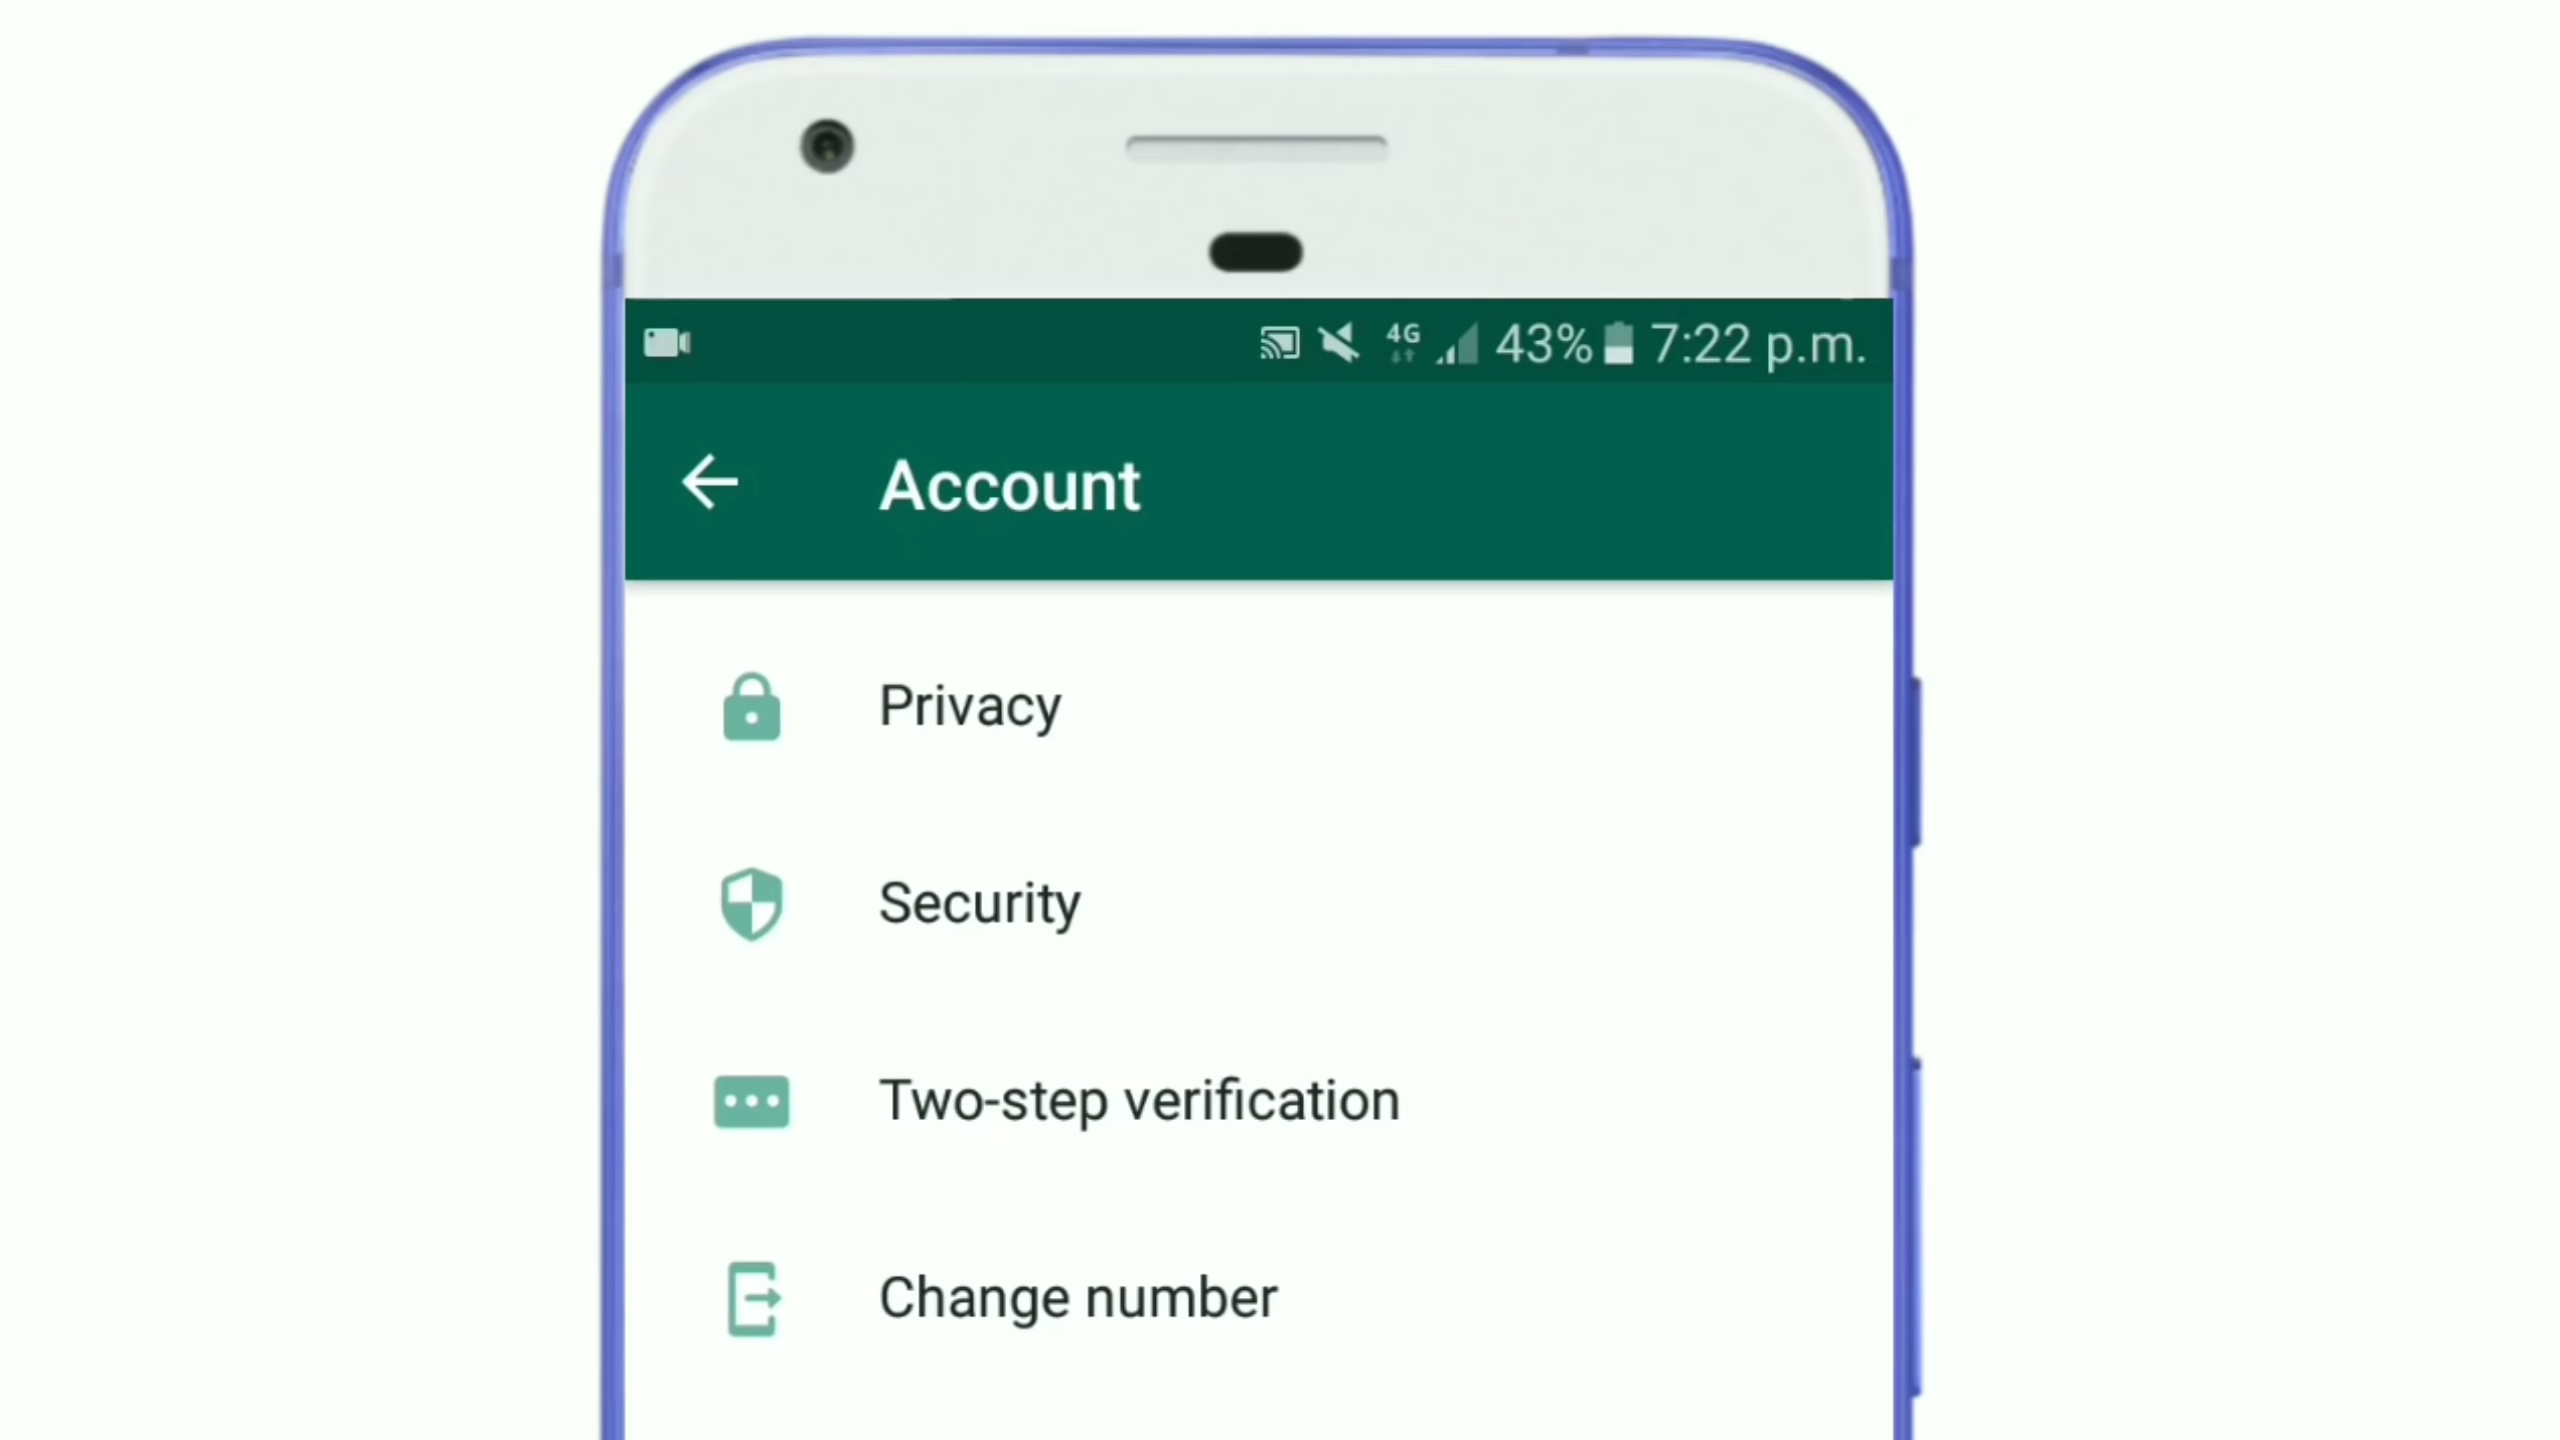 4G 43% 7:22 p.m.
Account
Privacy
Security
Two-step verification
Change number